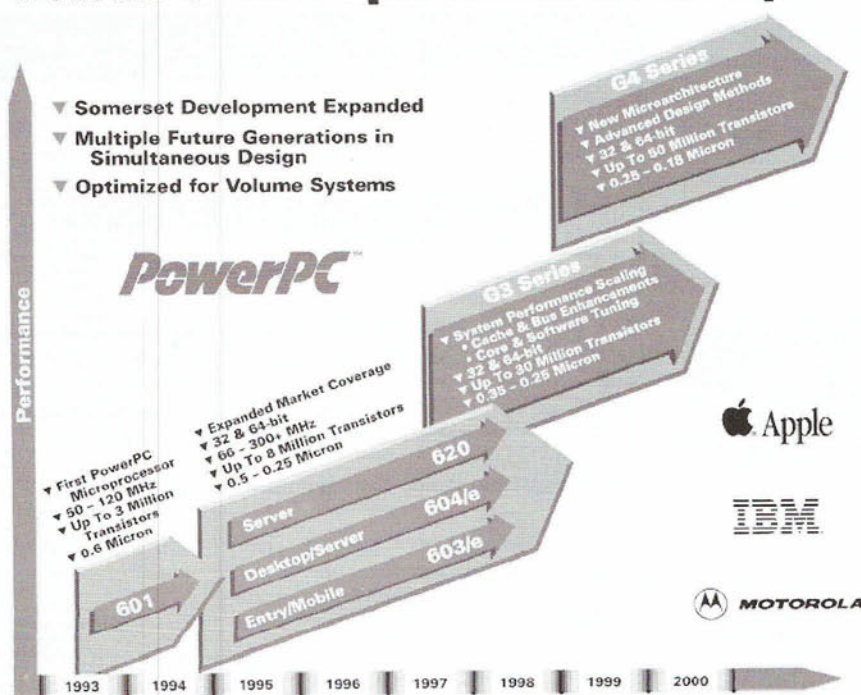 ▼ Somerset Development Expanded
▼ Multiple Future Generations in
Simultaneous Design
▼ Optimized for Volume Systems
PowerPC™
Performance
G4 Series
▼ New Microarchitecture
▼ Advanced Design Methods
▼ 32 & 64-bit
▼ Up To 50 Million Transistors
▼ 0.25 – 0.18 Micron
G3 Series
▼ System Performance Scaling
• Cache & Bus Enhancements
• Core & Software Tuning
▼ 32 & 64-bit
▼ Up To 30 Million Transistors
▼ 0.35 – 0.25 Micron
▼ Expanded Market Coverage
▼ 32 & 64-bit
▼ 66 – 300+ MHz
▼ Up To 8 Million Transistors
▼ 0.5 – 0.25 Micron
▼ First PowerPC
Microprocessor
▼ 50 – 120 MHz
▼ Up To 3 Million
Transistors
▼ 0.6 Micron
601
Server 620
Desktop/Server 604/e
Entry/Mobile 603/e
Apple
IBM
MOTOROLA
1993 1994 1995 1996 1997 1998 1999 2000